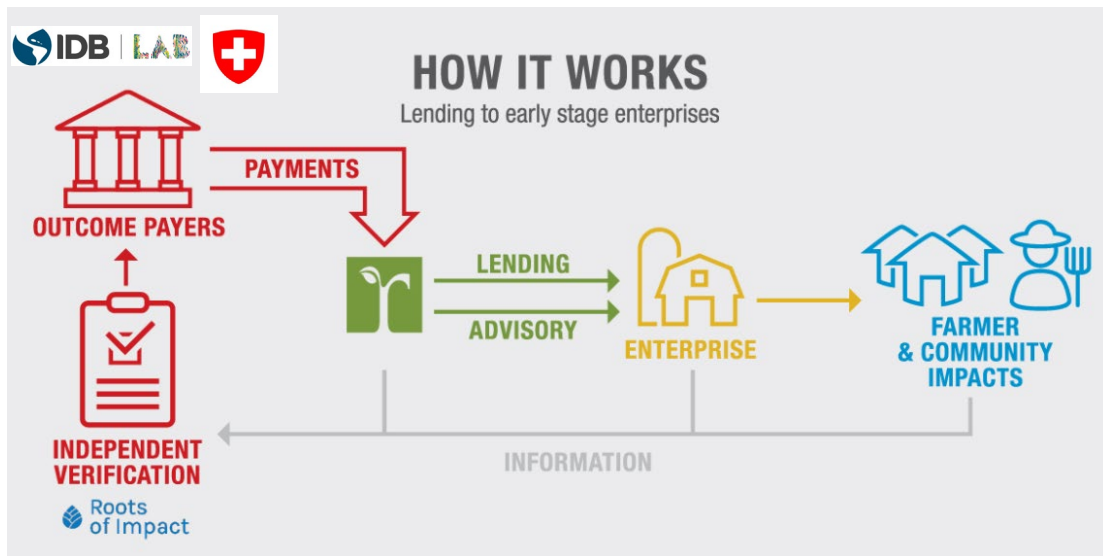 IDB | LAB
HOW IT WORKS
Lending to early stage enterprises
PAYMENTS
OUTCOME PAYERS
LENDING
ADVISORY
ENTERPRISE
FARMER
& COMMUNITY
IMPACTS
INDEPENDENT
VERIFICATION
INFORMATION
Roots
of Impact